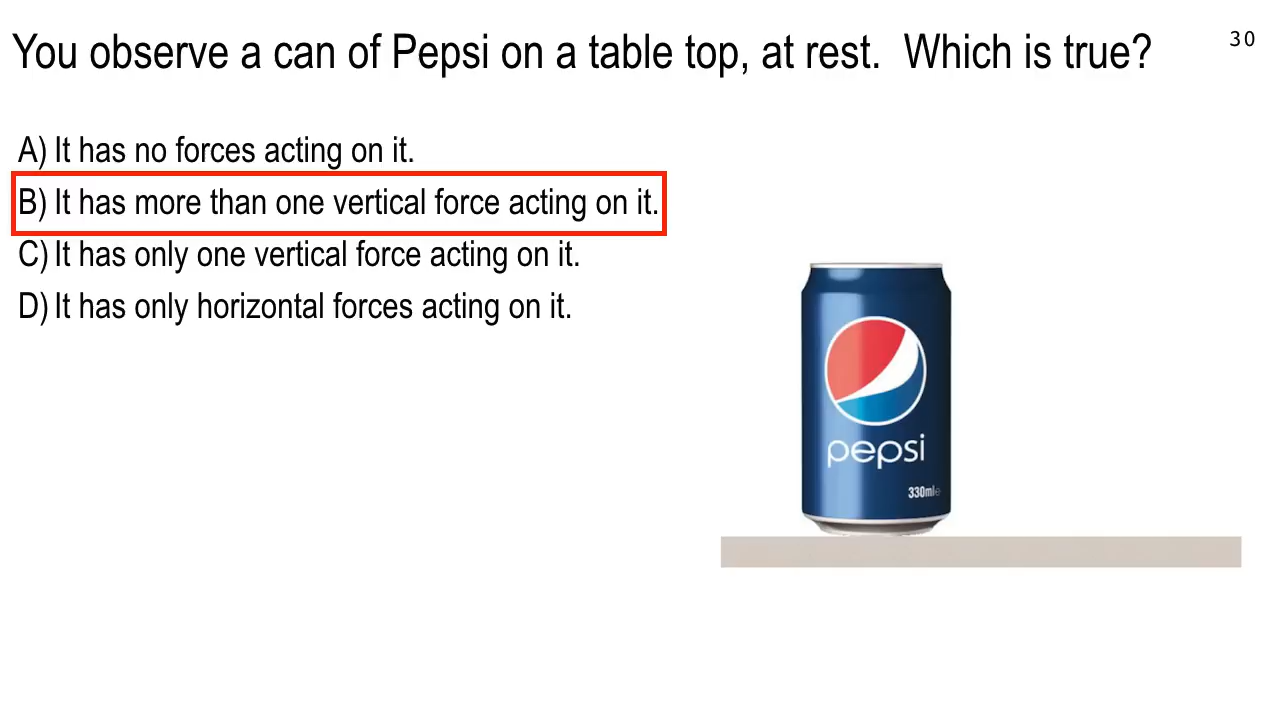 You observe a can of Pepsi on a table top, at rest.  Which is true?
30
A) It has no forces acting on it.
B) It has more than one vertical force acting on it.
C) It has only one vertical force acting on it.
D) It has only horizontal forces acting on it.
pepsi
330ml℮